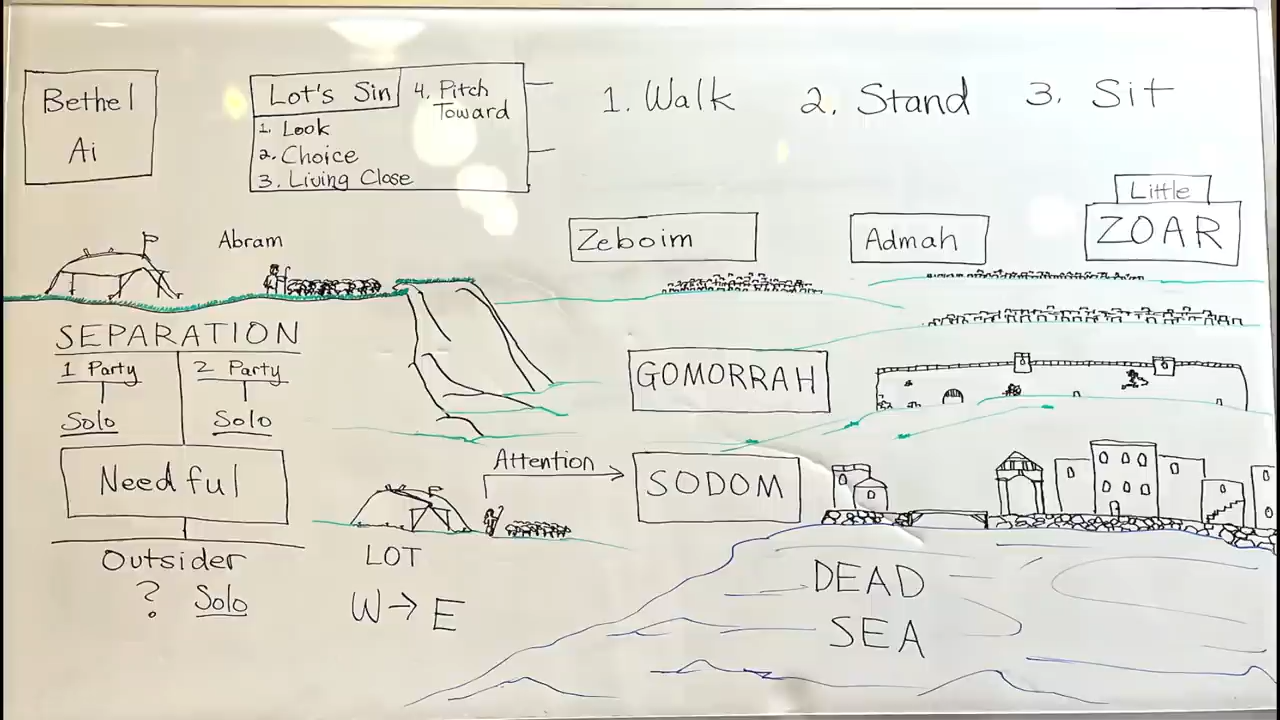 Bethel
Ai
Lot's Sin
1. Look
2. Choice
3. Living Close
4. Pitch
Toward
1. Walk
2. Stand
3. Sit
Little
ZOAR
Zeboim
Admah
Abram
SEPARATION
1 Party
2 Party
Solo
Solo
Needful
Outsider
?
Solo
GOMORRAH
Attention
SODOM
LOT
W → E
DEAD
SEA